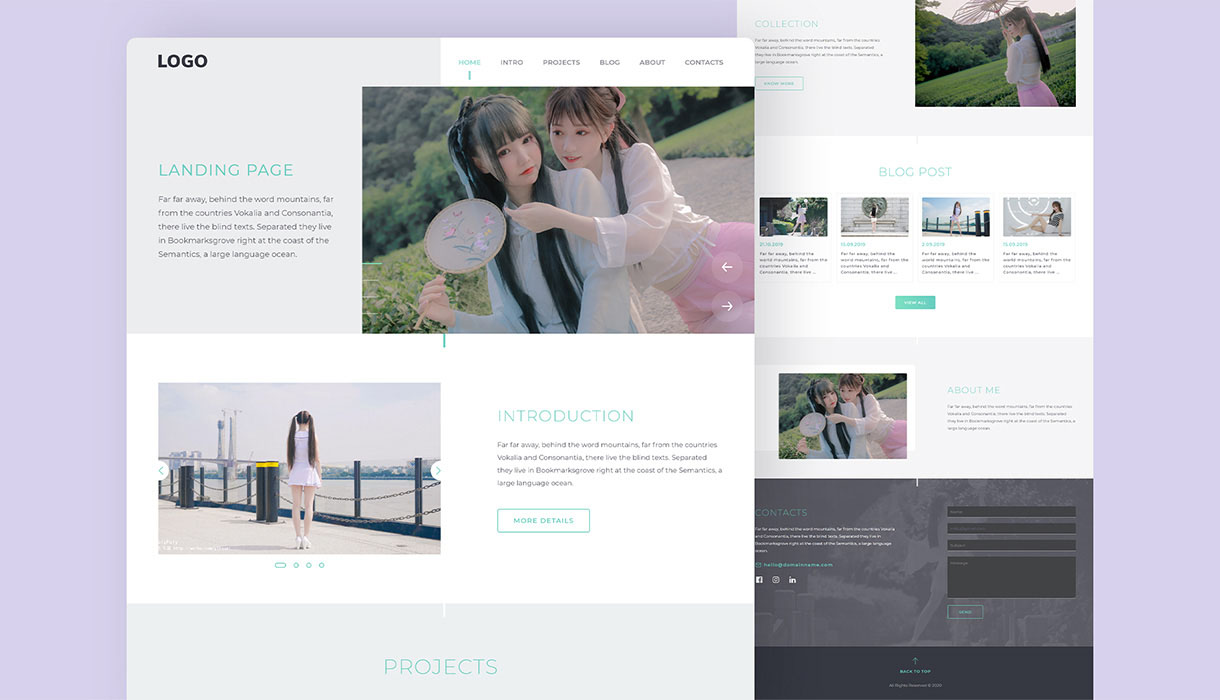 LOGO
HOME
INTRO
PROJECTS
BLOG
ABOUT
CONTACTS
LANDING PAGE
Far far away, behind the word mountains, far
from the countries Vokalia and Consonantia,
there live the blind texts. Separated they live
in Bookmarksgrove right at the coast of the
Semantics, a large language ocean.
INTRODUCTION
Far far away, behind the word mountains, far from the countries
Vokalia and Consonantia, there live the blind texts. Separated
they live in Bookmarksgrove right at the coast of the Semantics, a
large language ocean.
MORE DETAILS
PROJECTS
COLLECTION
Far far away, behind the word mountains, far from the countries
Vokalia and Consonantia, there live the blind texts. Separated
they live in Bookmarksgrove right at the coast of the Semantics, a
large language ocean.
KNOW MORE
BLOG POST
21.10.2019
Far far away, behind the
word mountains, far from the
countries Vokalia and
Consonantia, there live ...
15.09.2019
Far far away, behind the
word mountains, far from the
countries Vokalia and
Consonantia, there live ...
2.09.2019
Far far away, behind the
word mountains, far from the
countries Vokalia and
Consonantia, there live ...
15.09.2019
Far far away, behind the
word mountains, far from the
countries Vokalia and
Consonantia, there live ...
VIEW ALL
ABOUT ME
Far far away, behind the word mountains, far from the countries
Vokalia and Consonantia, there live the blind texts. Separated
they live in Bookmarksgrove right at the coast of the Semantics, a
large language ocean.
CONTACTS
Far far away, behind the word mountains, far from the countries Vokalia
and Consonantia, there live the blind texts. Separated they live in
Bookmarksgrove right at the coast of the Semantics, a large language
ocean.
hello@domainname.com
Name
Subject
Message
SEND
BACK TO TOP
All Rights Reserved © 2020